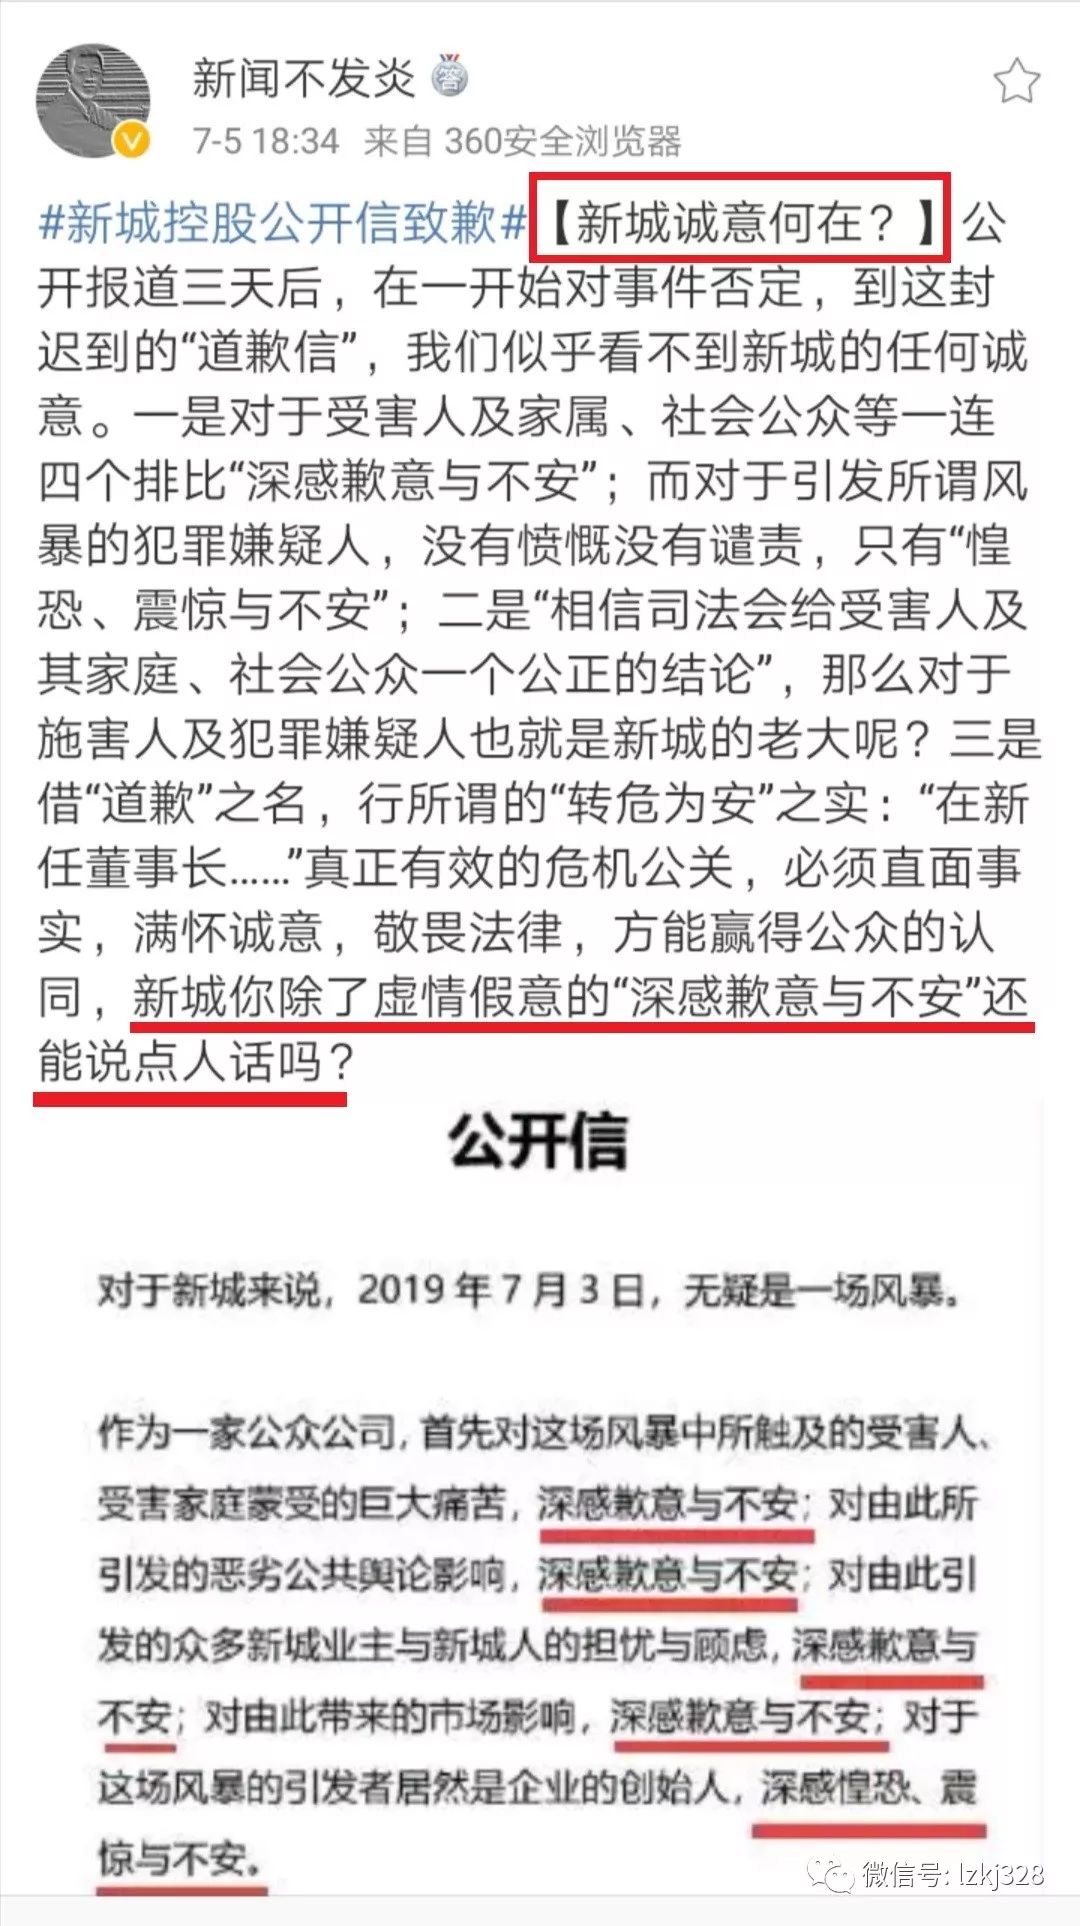 新闻不发炎 答
7-5 18:34 来自 360安全浏览器
#新城控股公开信致歉#【新城诚意何在？】公
开报道三天后，在一开始对事件否定，到这封
迟到的“道歉信”，我们似乎看不到新城的任何诚
意。一是对于受害人及家属、社会公众等一连
四个排比“深感歉意与不安”；而对于引发所谓风
暴的犯罪嫌疑人，没有愤慨没有谴责，只有“惶
恐、震惊与不安”；二是“相信司法会给受害人及
其家庭、社会公众一个公正的结论”，那么对于
施害人及犯罪嫌疑人也就是新城的老大呢？三是
借“道歉”之名，行所谓的“转危为安”之实：“在新
任董事长……”真正有效的危机公关，必须直面事
实，满怀诚意，敬畏法律，方能赢得公众的认
同，新城你除了虚情假意的“深感歉意与不安”还
能说点人话吗？
公开信
对于新城来说，2019 年 7 月 3 日，无疑是一场风暴。
作为一家公众公司，首先对这场风暴中所触及的受害人、
受害家庭蒙受的巨大痛苦，深感歉意与不安；对由此所
引发的恶劣公共舆论影响，深感歉意与不安；对由此引
发的众多新城业主与新城人的担忧与顾虑，深感歉意与
不安；对由此带来的市场影响，深感歉意与不安；对于
这场风暴的引发者居然是企业的创始人，深感惶恐、震
惊与不安。
微信号: lzkj328